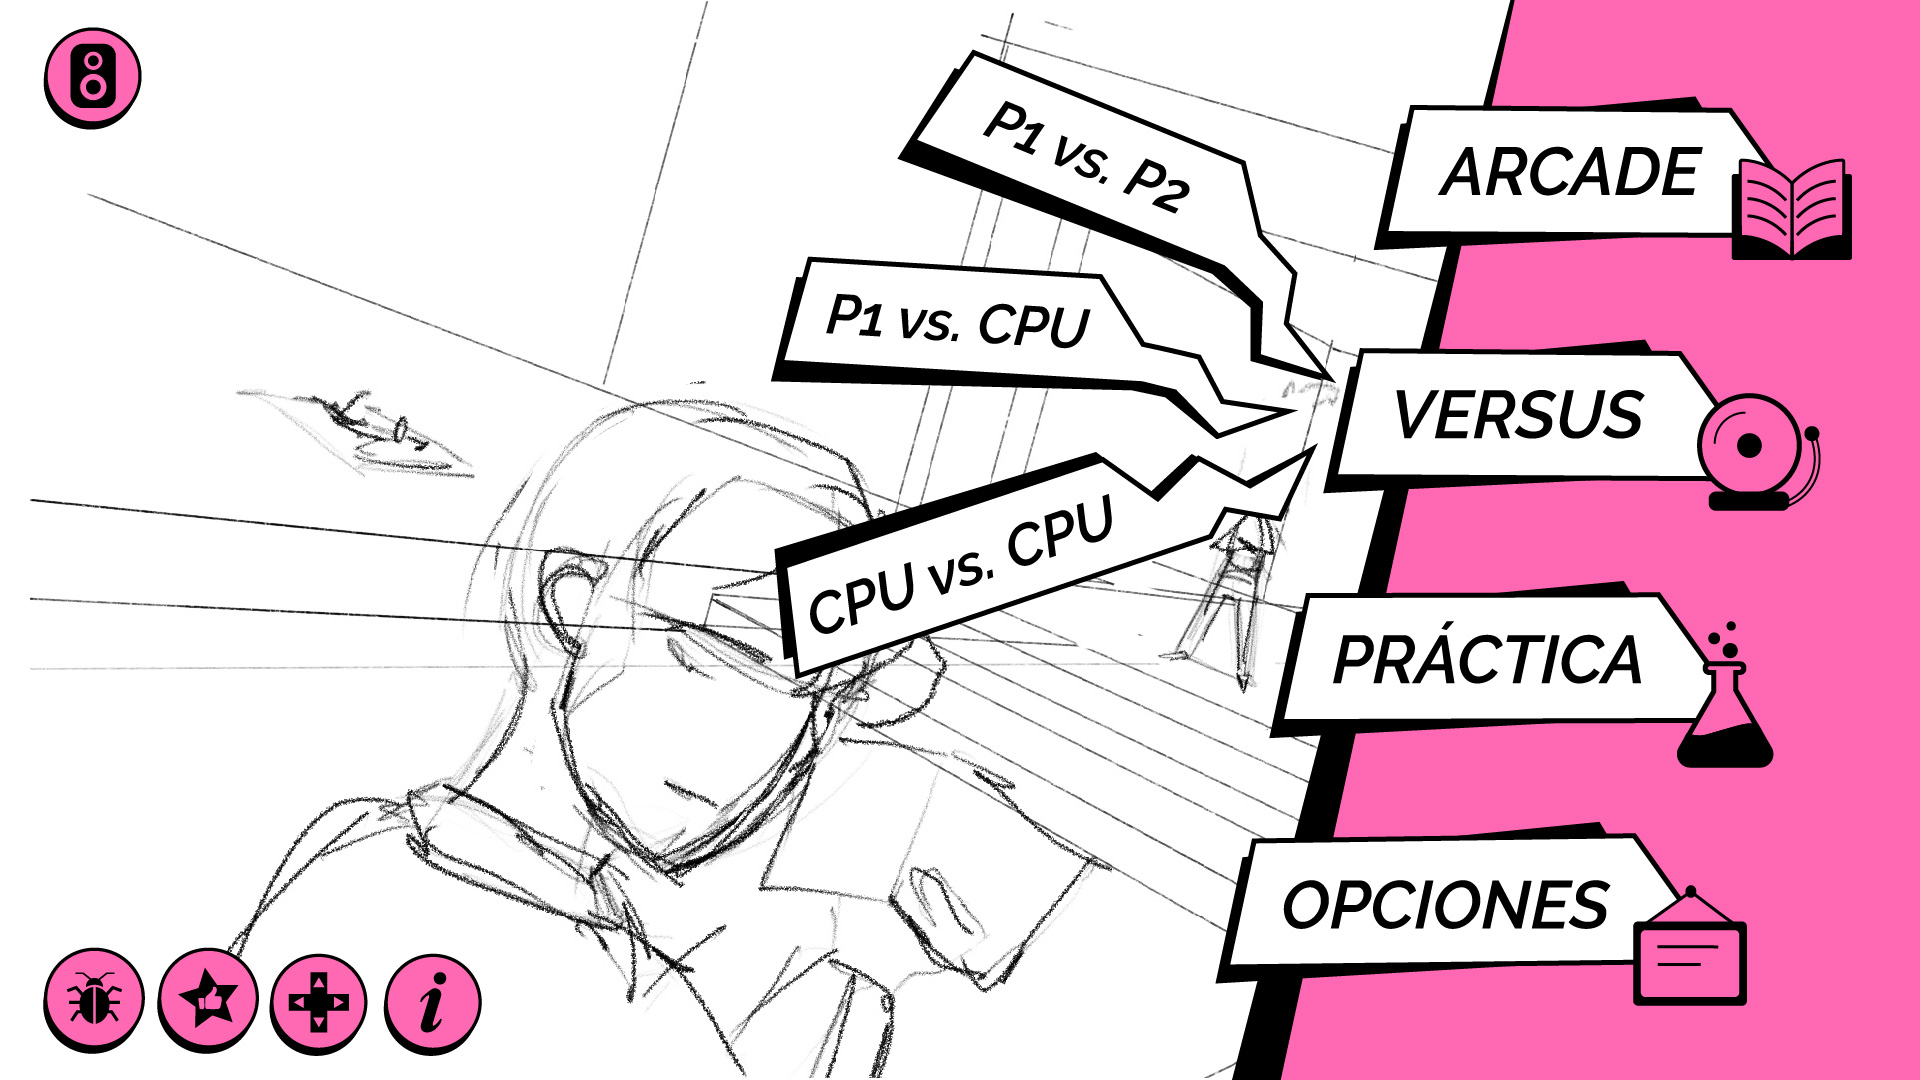 P1 vs. P2
P1 vs. CPU
CPU vs. CPU
ARCADE
VERSUS
PRÁCTICA
OPCIONES
i